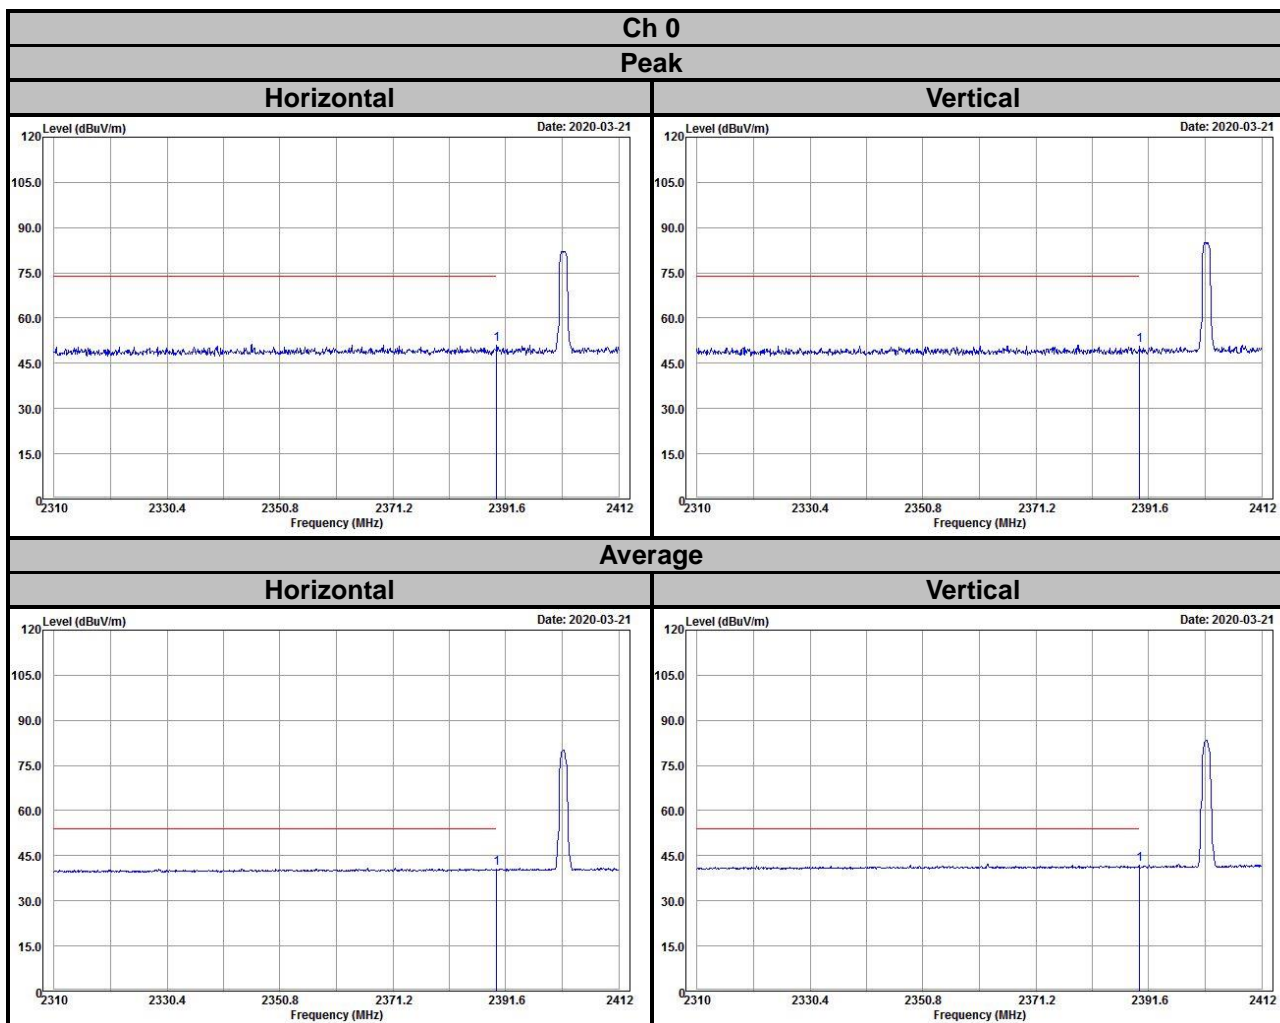 Ch 0
Peak
Horizontal Vertical
Level (dBuV/m) Date: 2020-03-21
120
105.0
90.0
75.0
60.0
45.0
30.0
15.0
0
1
2310 2330.4 2350.8 2371.2 2391.6 2412
Frequency (MHz)
Level (dBuV/m) Date: 2020-03-21
120
105.0
90.0
75.0
60.0
45.0
30.0
15.0
0
1
2310 2330.4 2350.8 2371.2 2391.6 2412
Frequency (MHz)
Average
Horizontal Vertical
Level (dBuV/m) Date: 2020-03-21
120
105.0
90.0
75.0
60.0
45.0
30.0
15.0
0
1
2310 2330.4 2350.8 2371.2 2391.6 2412
Frequency (MHz)
Level (dBuV/m) Date: 2020-03-21
120
105.0
90.0
75.0
60.0
45.0
30.0
15.0
0
1
2310 2330.4 2350.8 2371.2 2391.6 2412
Frequency (MHz)